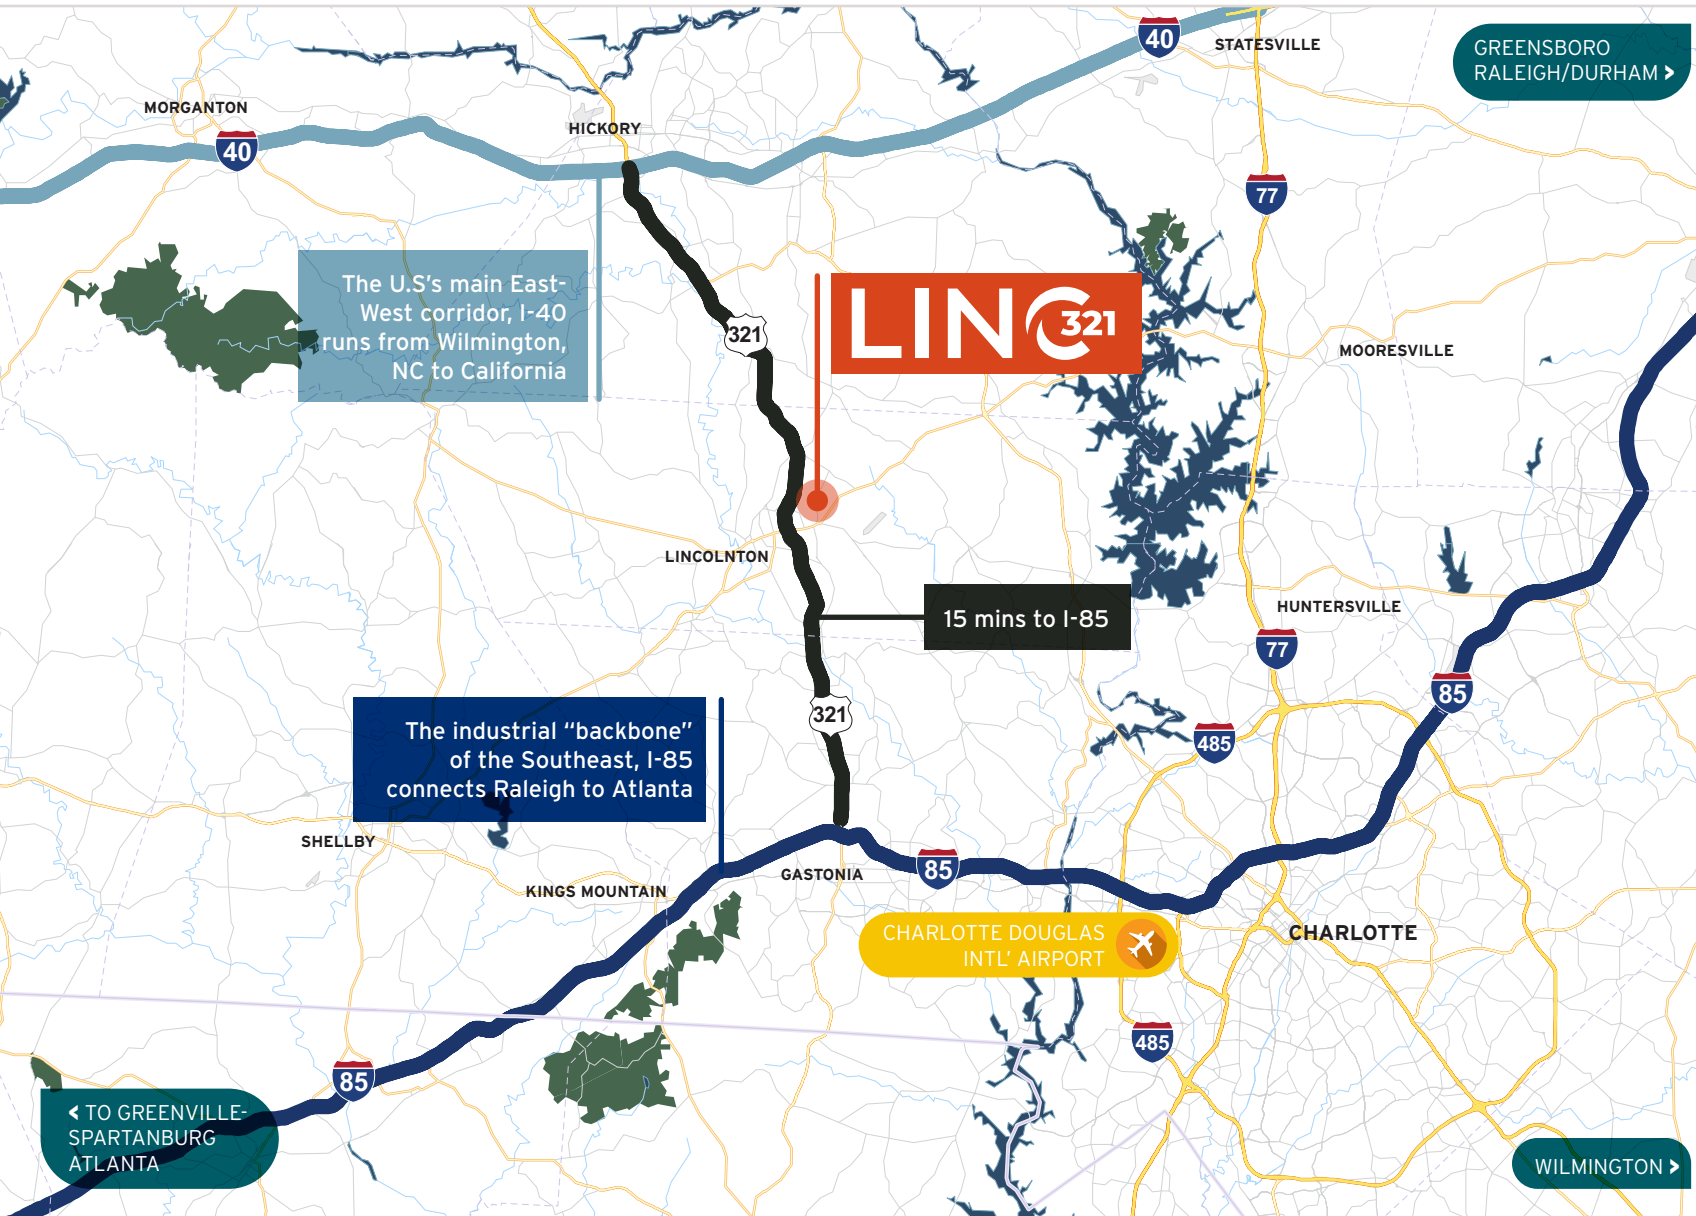 40
STATESVILLE
GREENSBORO
RALEIGH/DURHAM >
MORGANTON
HICKORY
40
77
The U.S's main East-
West corridor, I-40
runs from Wilmington,
NC to California
321
LINC 321
MOORESVILLE
LINCOLNTON
15 mins to I-85
HUNTERSVILLE
77
85
321
485
The industrial “backbone”
of the Southeast, I-85
connects Raleigh to Atlanta
SHELLBY
KINGS MOUNTAIN
GASTONIA
85
CHARLOTTE DOUGLAS
INTL’ AIRPORT
CHARLOTTE
485
85
< TO GREENVILLE-
SPARTANBURG
ATLANTA
WILMINGTON >